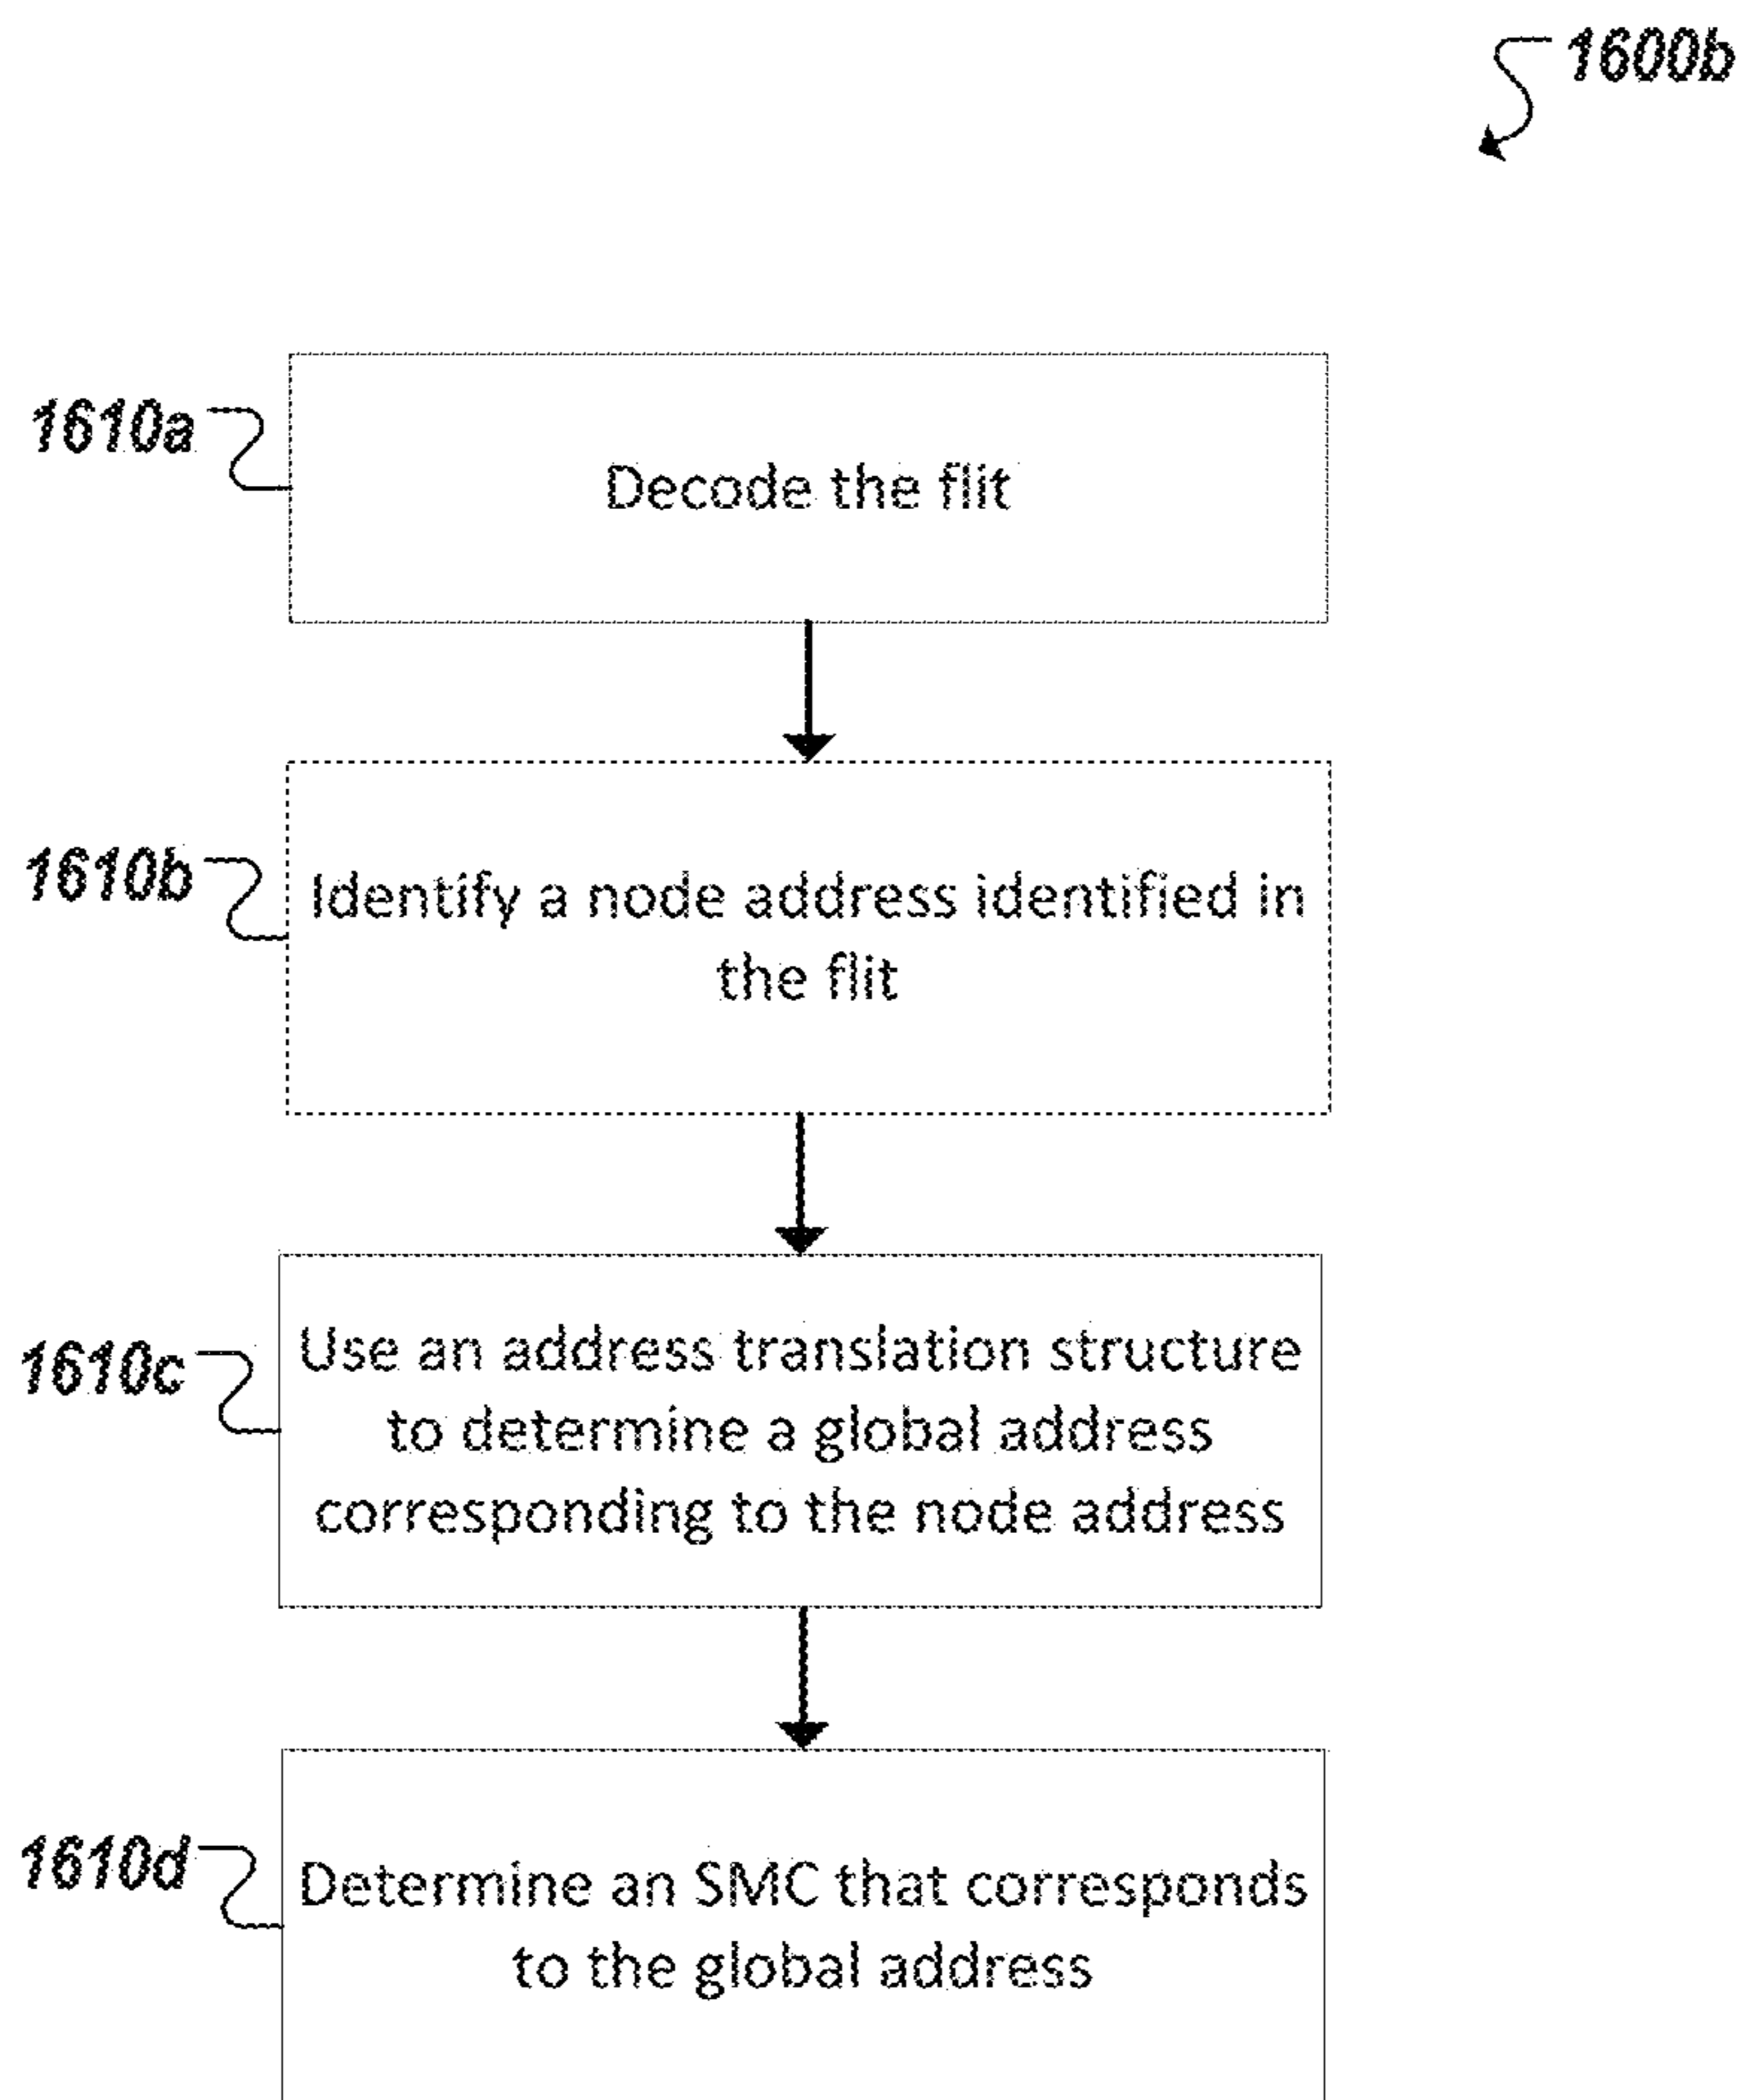 1600b
1610a
Decode the flit
1610b
Identify a node address identified in
the flit
1610c
Use an address translation structure
to determine a global address
corresponding to the node address
1610d
Determine an SMC that corresponds
to the global address